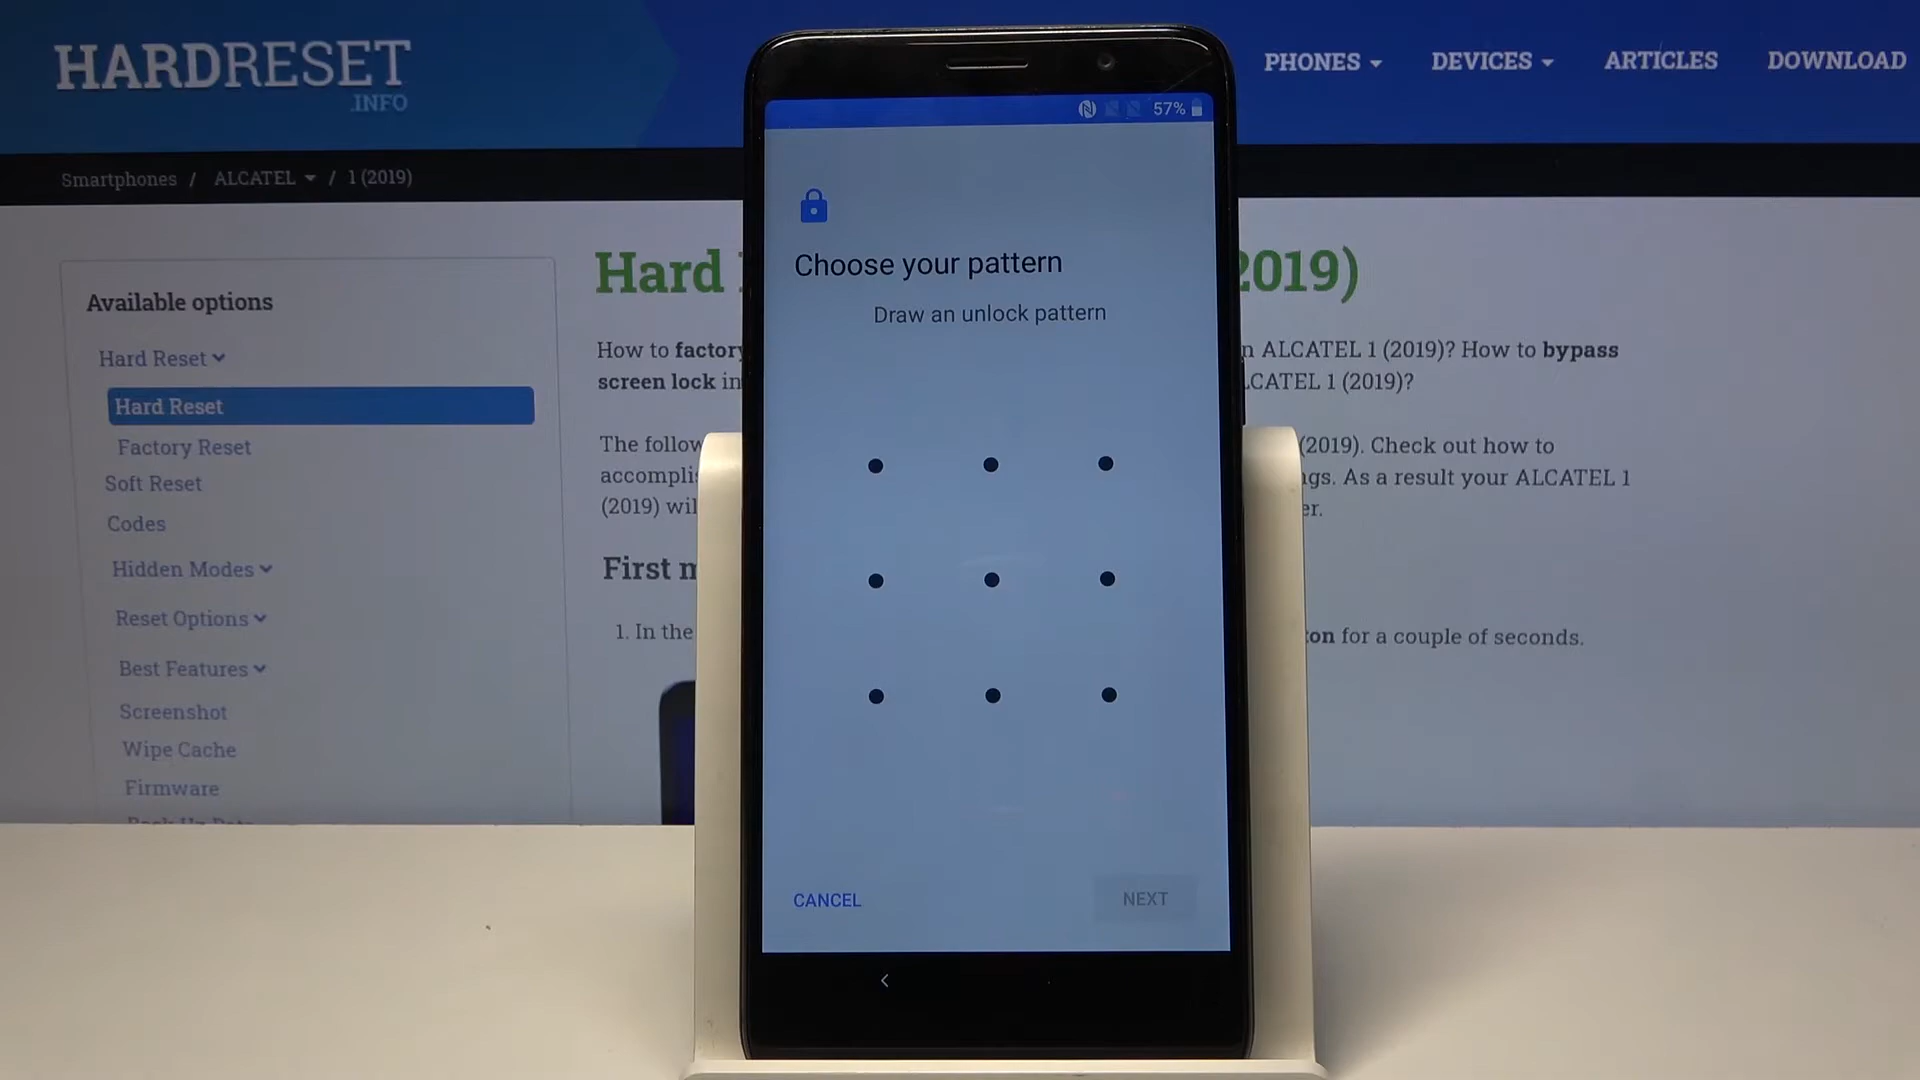 HARDRESET
.INFO
PHONES
DEVICES
ARTICLES
DOWNLOAD
Smartphones / ALCATEL / 1 (2019)
57%
Choose your pattern
Draw an unlock pattern
CANCEL
NEXT
Available options
Hard Reset
Hard Reset
Factory Reset
Soft Reset
Codes
Hidden Modes
Reset Options
Best Features
Screenshot
Wipe Cache
Firmware
Hard 2019)
How to factory n ALCATEL 1 (2019)? How to bypass
screen lock in LCATEL 1 (2019)?
The follow (2019). Check out how to
accomplis ngs. As a result your ALCATEL 1
(2019) wil er.
First m
1. In the ton for a couple of seconds.